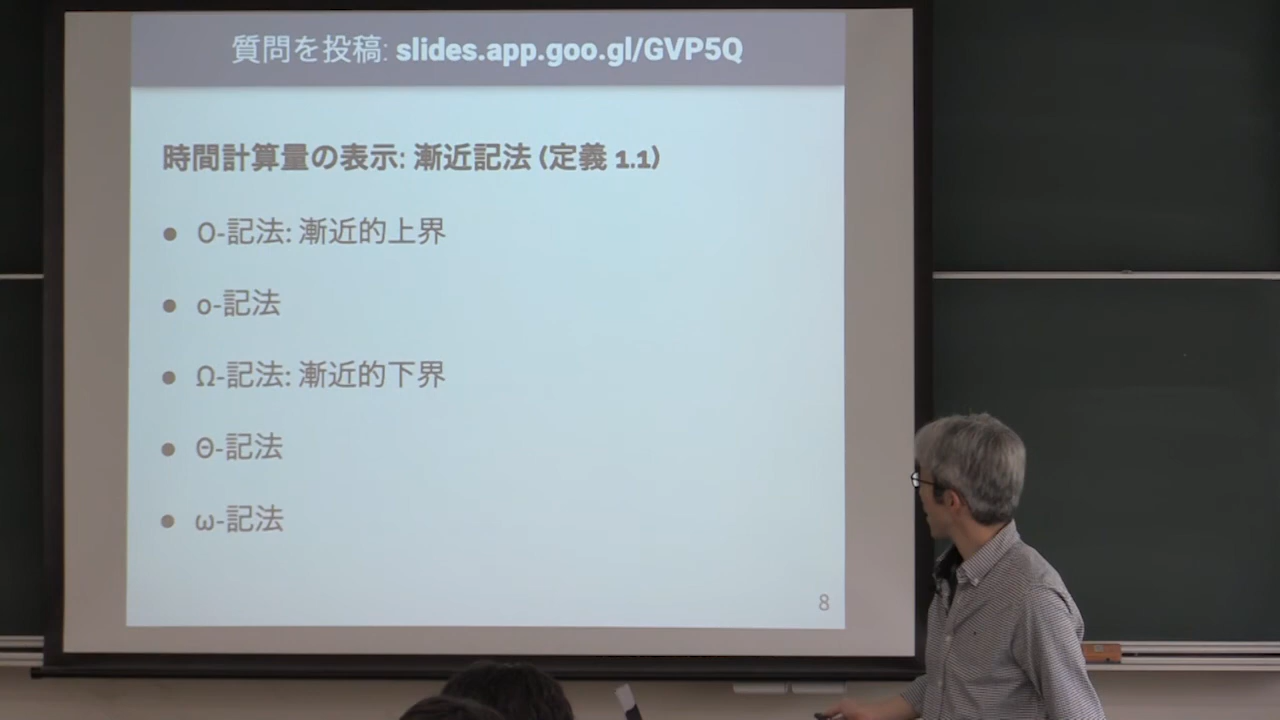 質問を投稿: slides.app.goo.gl/GVP5Q
時間計算量の表示: 漸近記法 (定義 1.1)
● O-記法: 漸近的上界
● o-記法
● Ω-記法: 漸近的下界
● Θ-記法
● ω-記法
8